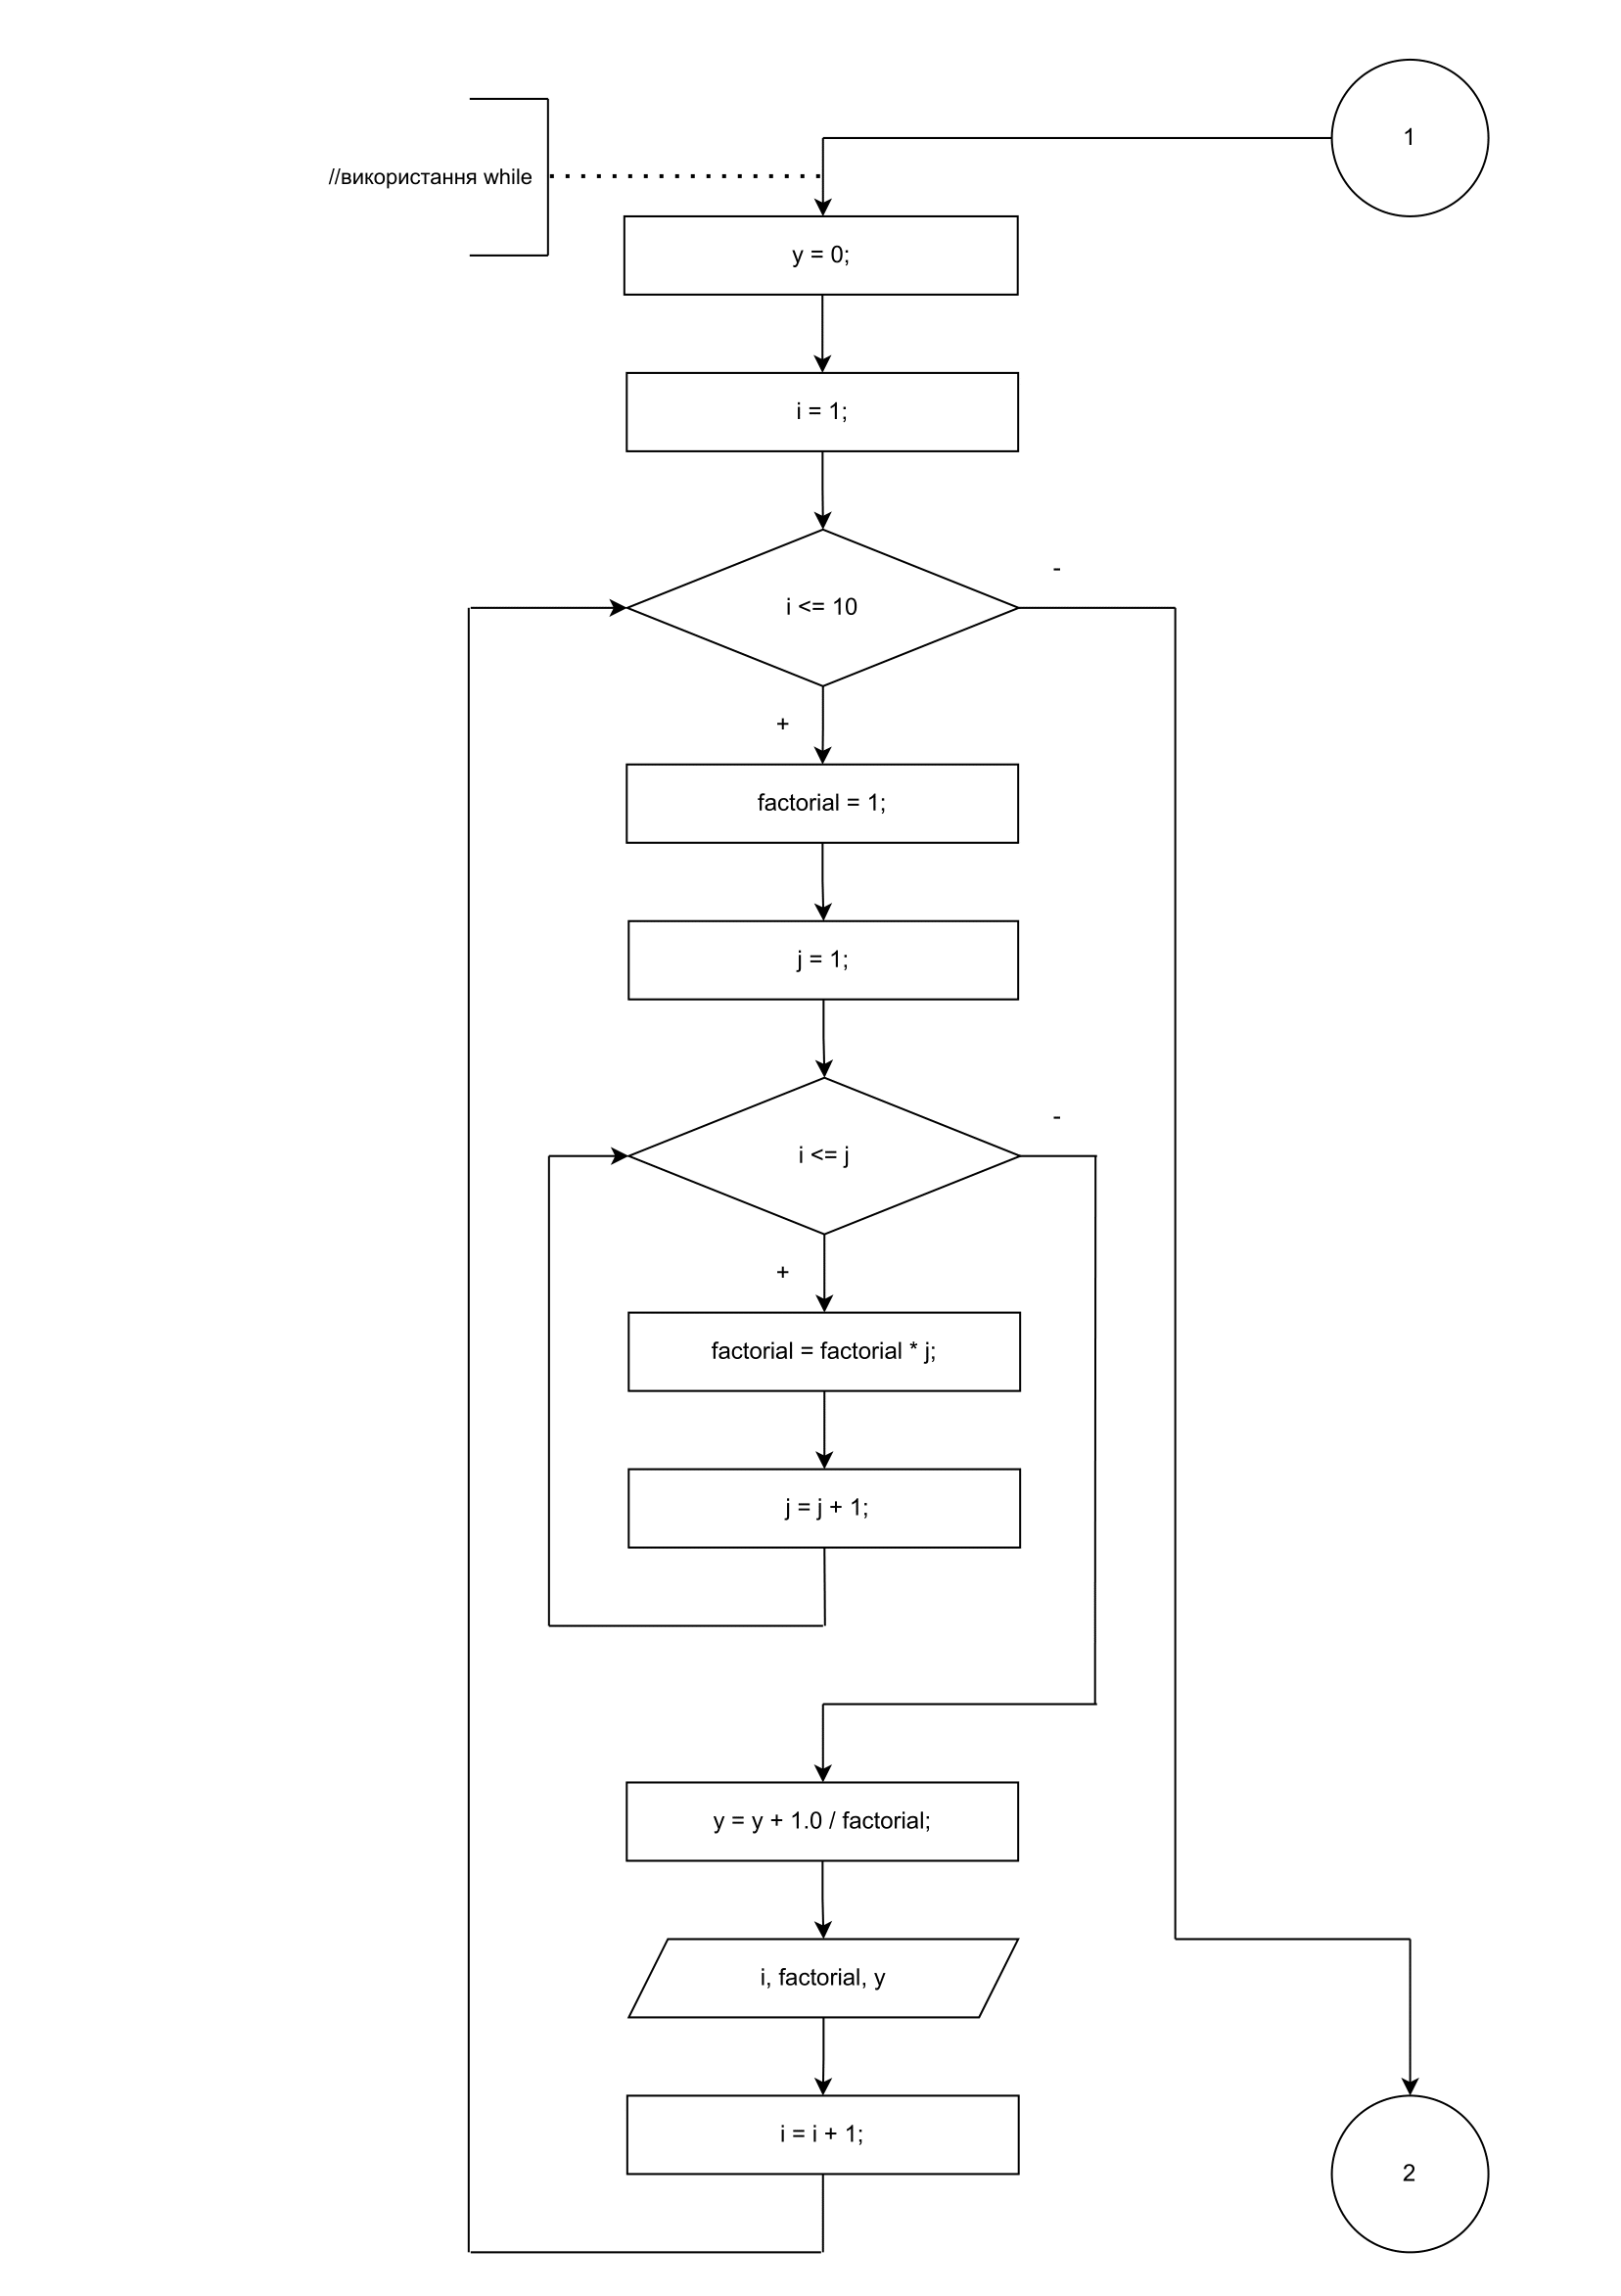 1
//використання while
y = 0;
i = 1;
-
i <= 10
+
factorial = 1;
j = 1;
-
i <= j
+
factorial = factorial * j;
j = j + 1;
y = y + 1.0 / factorial;
i, factorial, y
i = i + 1;
2